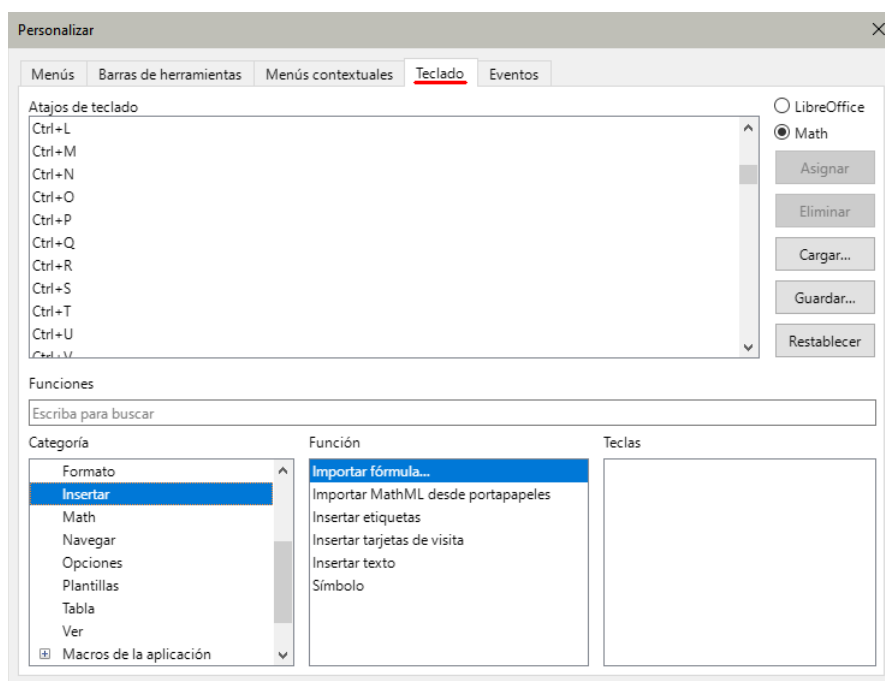 Personalizar
Menús Barras de herramientas Menús contextuales Teclado Eventos
Atajos de teclado
Ctrl+L
Ctrl+M
Ctrl+N
Ctrl+O
Ctrl+P
Ctrl+Q
Ctrl+R
Ctrl+S
Ctrl+T
Ctrl+U
Ctrl+V
LibreOffice
Math
Asignar
Eliminar
Cargar...
Guardar...
Restablecer
Funciones
Escriba para buscar
Categoría
Formato
Insertar
Math
Navegar
Opciones
Plantillas
Tabla
Ver
Macros de la aplicación
Función
Importar fórmula...
Importar MathML desde portapapeles
Insertar etiquetas
Insertar tarjetas de visita
Insertar texto
Símbolo
Teclas